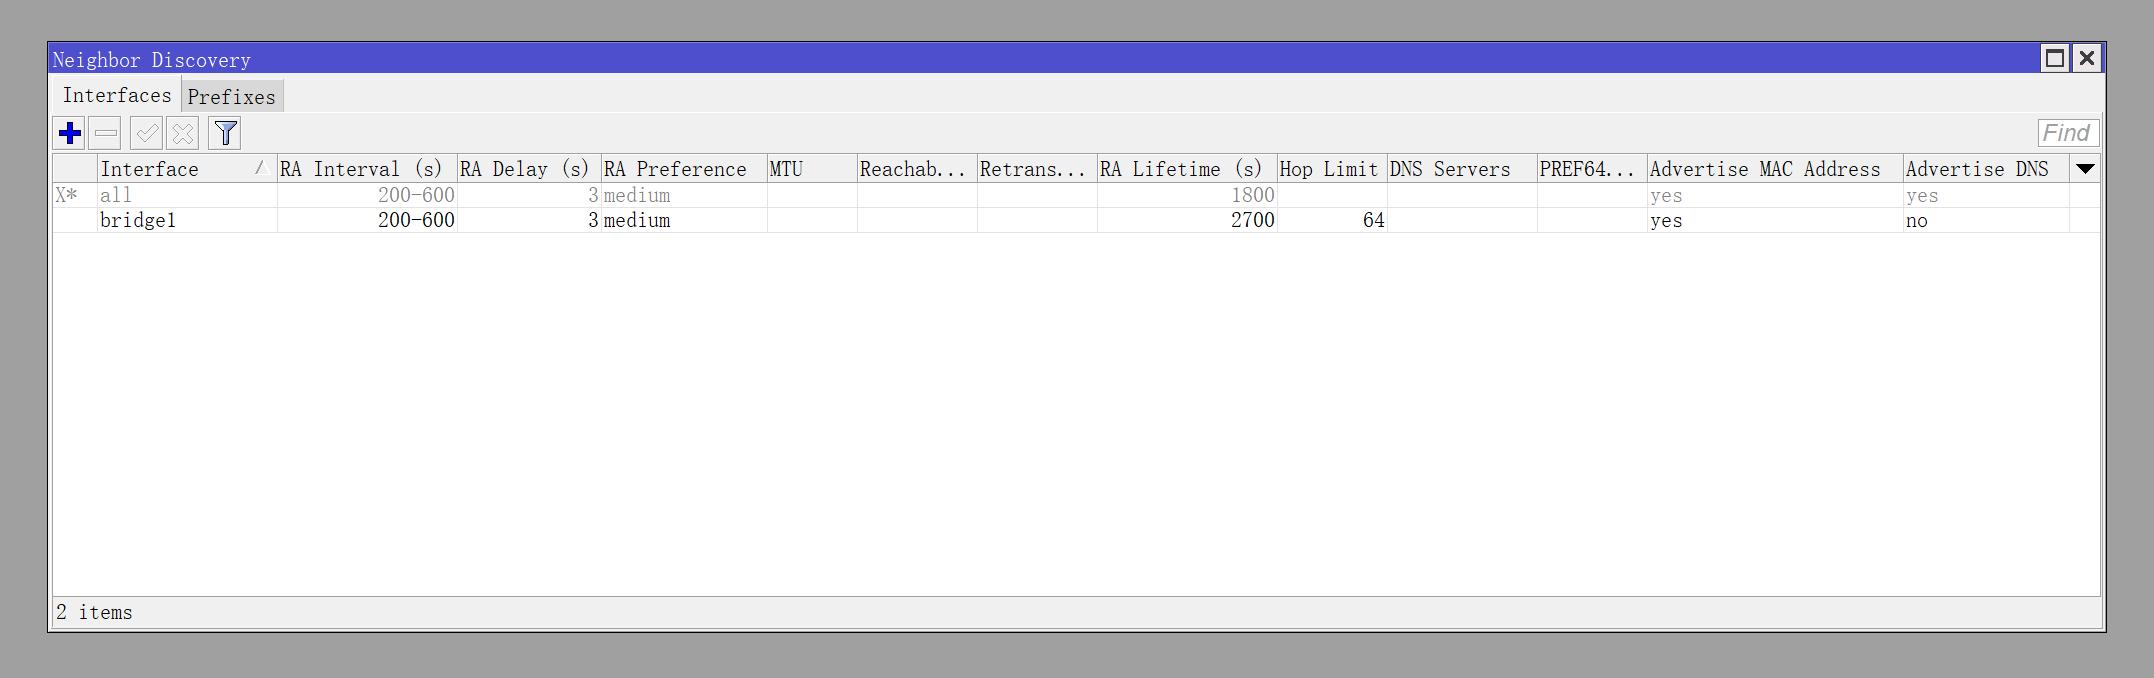 Neighbor Discovery
Interfaces Prefixes
Find
Interface RA Interval (s) RA Delay (s) RA Preference MTU Reachab... Retrans... RA Lifetime (s) Hop Limit DNS Servers PREF64... Advertise MAC Address Advertise DNS
X* all 200-600 3 medium 1800 yes yes
bridge1 200-600 3 medium 2700 64 yes no
2 items